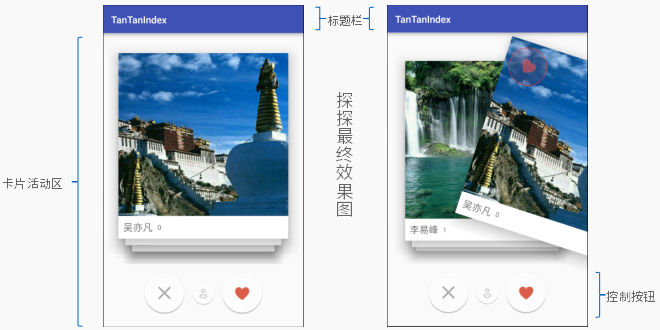 TanTanIndex
标题栏
TanTanIndex
卡片活动区
探探最终效果图
吴亦凡 0
吴亦凡 0
李易峰 1
控制按钮